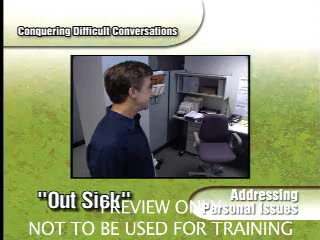 Conquering Difficult Conversations
"Out Sick"
Addressing
Personal Issues
PREVIEW ONLY
NOT TO BE USED FOR TRAINING